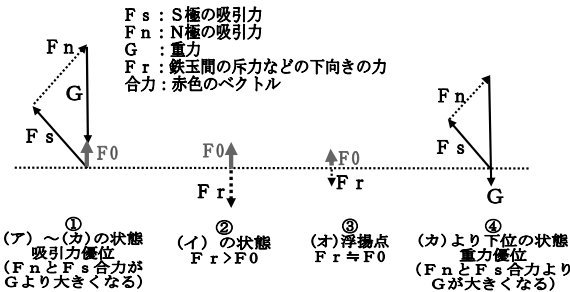 Ｆｓ：Ｓ極の吸引力
Ｆｎ：Ｎ極の吸引力
Ｇ　：重力
Ｆｒ：鉄玉間の斥力などの下向きの力
合力：赤色のベクトル
Ｆｎ
Ｇ
Ｆｓ
Ｆ0
Ｆ0
Ｆｒ
Ｆ0
Ｆｒ
Ｆｎ
Ｆｓ
Ｇ
①
（ア）～（カ）の状態
吸引力優位
（ＦｎとＦｓ合力が
Ｇより大きくなる）
②
（イ）の状態
Ｆｒ＞Ｆ0
③
（オ）浮揚点
Ｆｒ≒Ｆ0
④
（カ）より下位の状態
重力優位
（ＦｎとＦｓ合力より
Ｇが大きくなる）